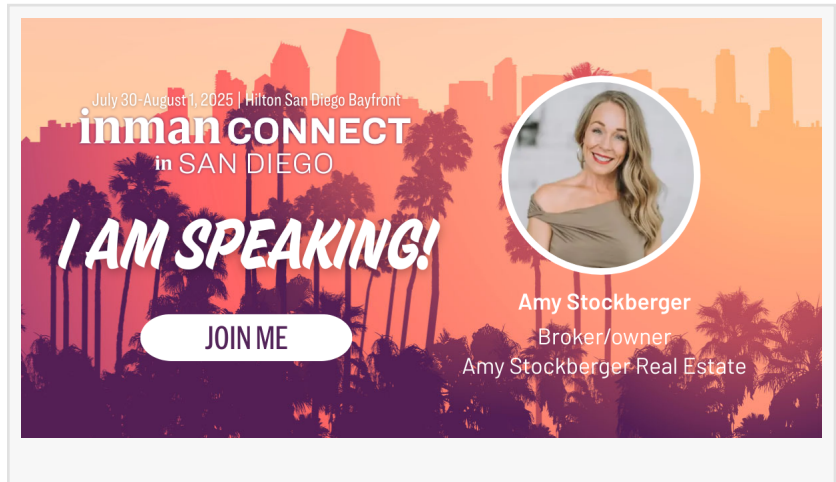 July 30-August 1, 2025 | Hilton San Diego Bayfront
inman CONNECT
in SAN DIEGO
I AM SPEAKING!
JOIN ME
Amy Stockberger
Broker/owner
Amy Stockberger Real Estate